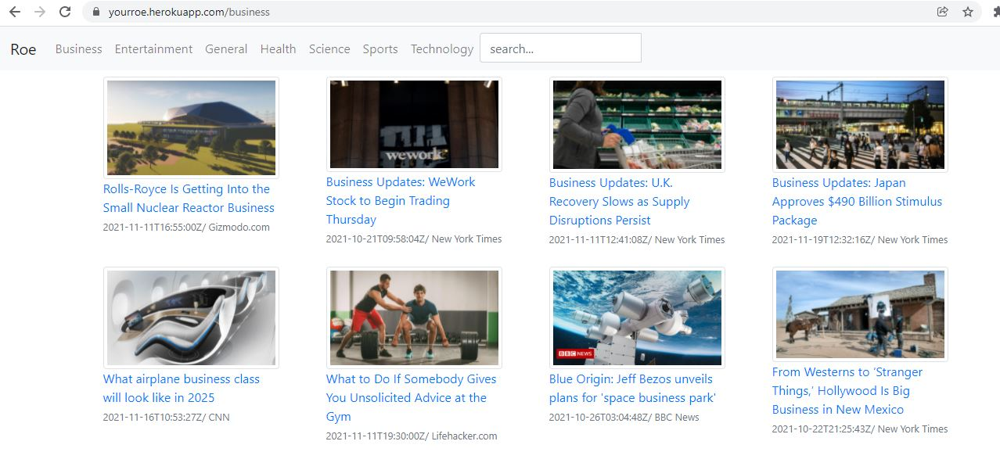 yourroe.herokuapp.com/business
Roe Business Entertainment General Health Science Sports Technology search...
wework
Rolls-Royce Is Getting Into the
Small Nuclear Reactor Business
2021-11-11T16:55:00Z/ Gizmodo.com
Business Updates: WeWork
Stock to Begin Trading
Thursday
2021-10-21T09:58:04Z/ New York Times
Business Updates: U.K.
Recovery Slows as Supply
Disruptions Persist
2021-11-11T12:41:08Z/ New York Times
Business Updates: Japan
Approves $490 Billion Stimulus
Package
2021-11-19T12:32:16Z/ New York Times
BBC NEWS
What airplane business class
will look like in 2025
2021-11-16T10:53:27Z/ CNN
What to Do If Somebody Gives
You Unsolicited Advice at the
Gym
2021-11-11T19:30:00Z/ Lifehacker.com
Blue Origin: Jeff Bezos unveils
plans for 'space business park'
2021-10-26T03:04:48Z/ BBC News
From Westerns to ‘Stranger
Things,’ Hollywood Is Big
Business in New Mexico
2021-10-22T21:25:43Z/ New York Times